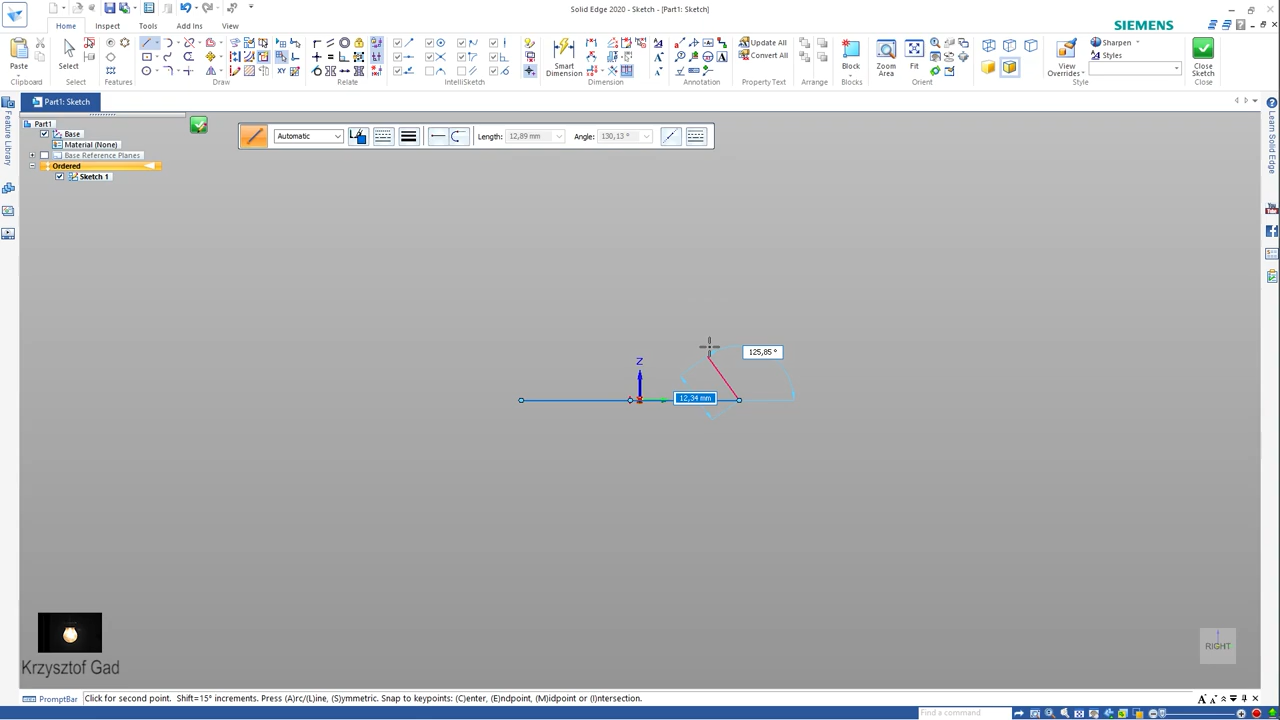 Solid Edge 2020 - Sketch - [Part1: Sketch]
Home
Inspect
Tools
Add Ins
View
SIEMENS
Paste
Select
Smart
Dimension
Update All
Convert All
Block
Zoom
Area
Fit
View
Overrides
Sharpen
Styles
Close
Sketch
Clipboard
Select
Features
Draw
Relate
IntelliSketch
Dimension
Annotation
PropertyText
Arrange
Blocks
Orient
Style
Close
Part1: Sketch
Feature Library
Learn Solid Edge
Part1
Base
Material (None)
Base Reference Planes
Ordered
Sketch 1
Automatic
Length:
12,89 mm
Angle:
130,13 °
125,85 °
Z
12,34 mm
RIGHT
Krzysztof Gad
PromptBar
Click for second point. Shift=15° increments. Press (A)rc/(L)ine, (S)ymmetric. Snap to keypoints: (C)enter, (E)ndpoint, (M)idpoint or (I)ntersection.
Find a command